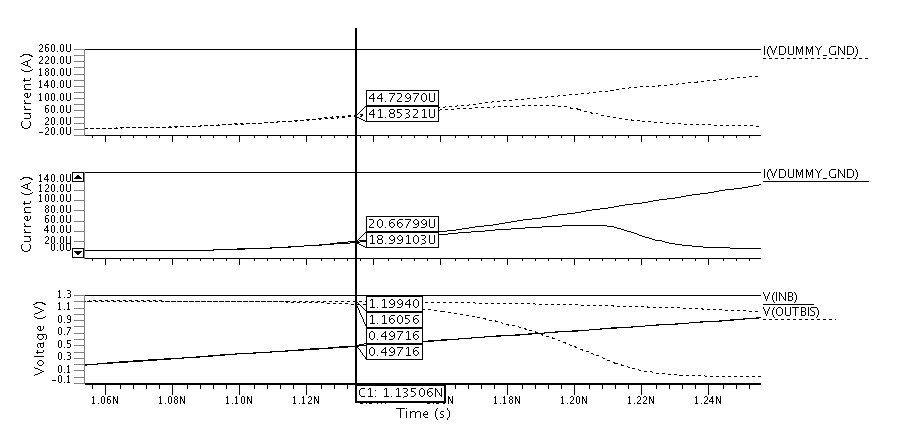 260.0U
220.0U
180.0U
140.0U
100.0U
60.0U
20.0U
-20.0U
Current (A)
44.72970U
41.85321U
I(VDUMMY_GND)
140.0U
120.0U
100.0U
80.0U
60.0U
40.0U
20.0U
0.0U
Current (A)
20.66799U
18.99103U
I(VDUMMY_GND)
1.3
1.1
0.9
0.7
0.5
0.3
0.1
-0.1
Voltage (V)
1.19940
1.16056
0.49716
0.49716
V(INB)
V(OUTBIS)
C1: 1.13506N
1.06N 1.08N 1.10N 1.12N 1.18N 1.20N 1.22N 1.24N
Time (s)